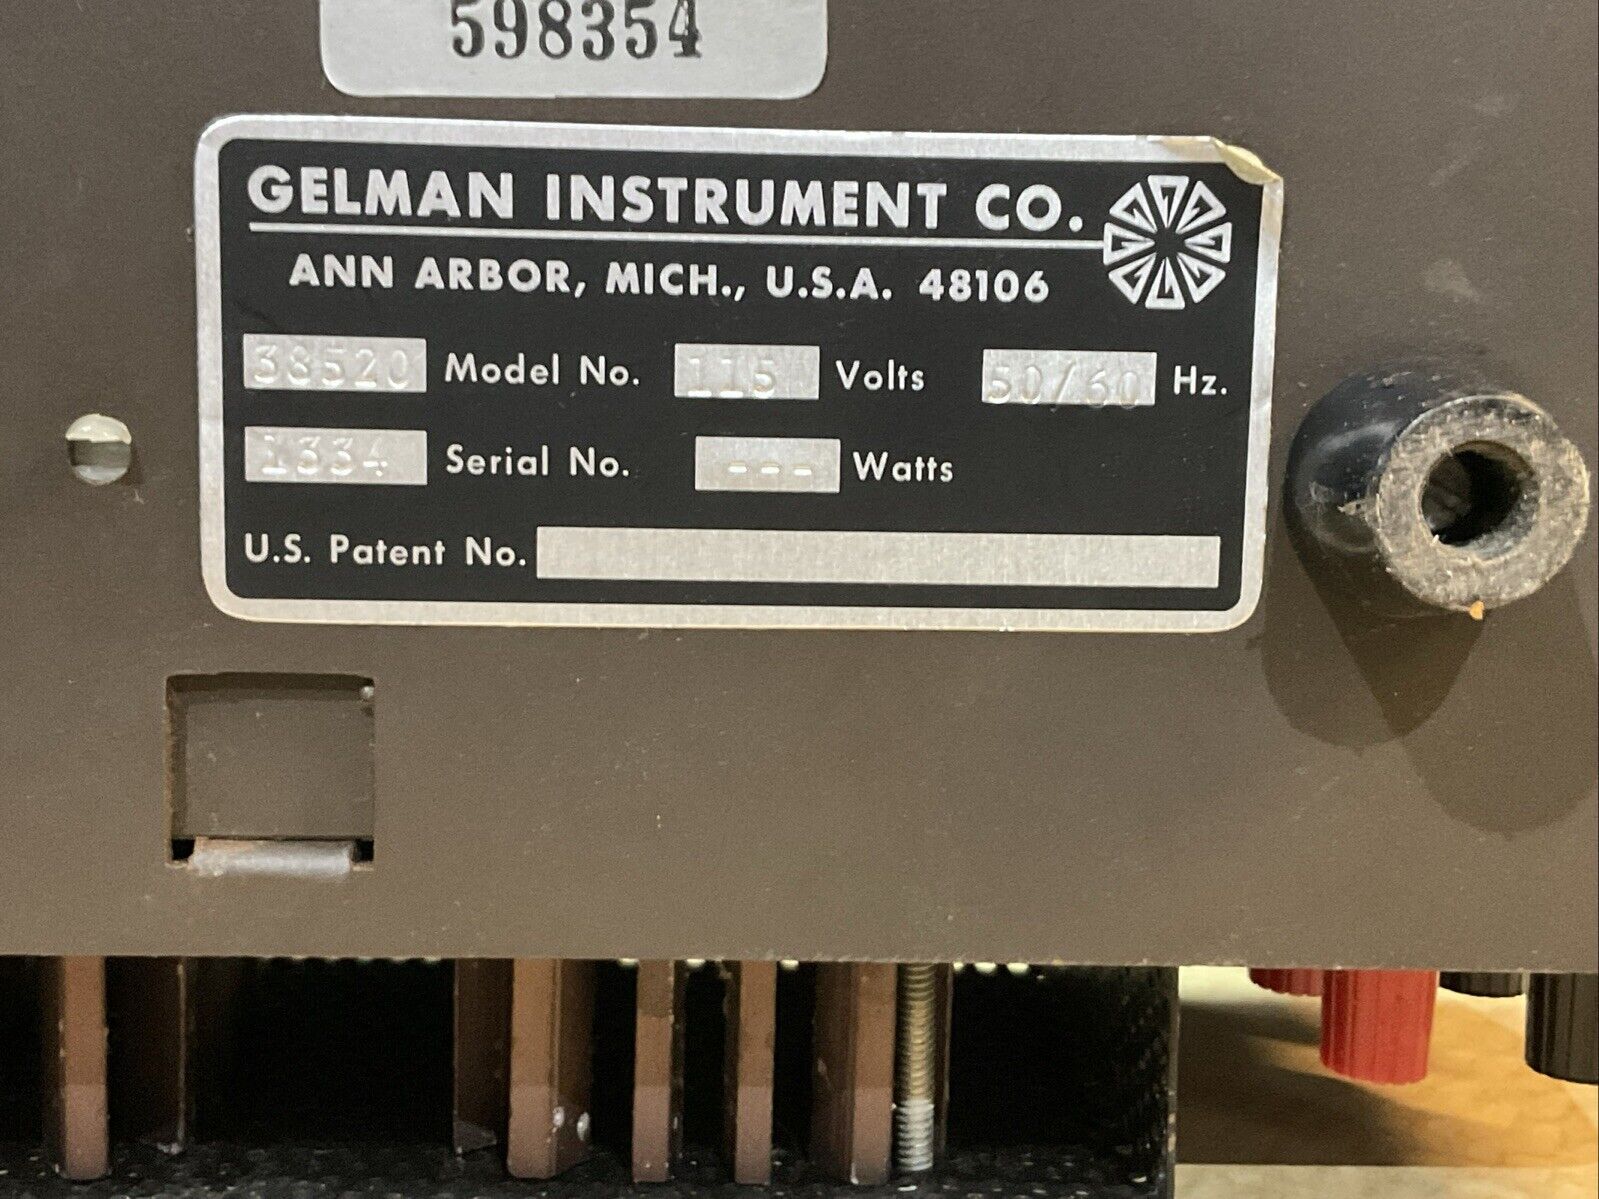 598354
GELMAN INSTRUMENT CO.
ANN ARBOR, MICH., U.S.A. 48106
38520 Model No. 115 Volts 50/60 Hz.
1334 Serial No. --- Watts
U.S. Patent No.